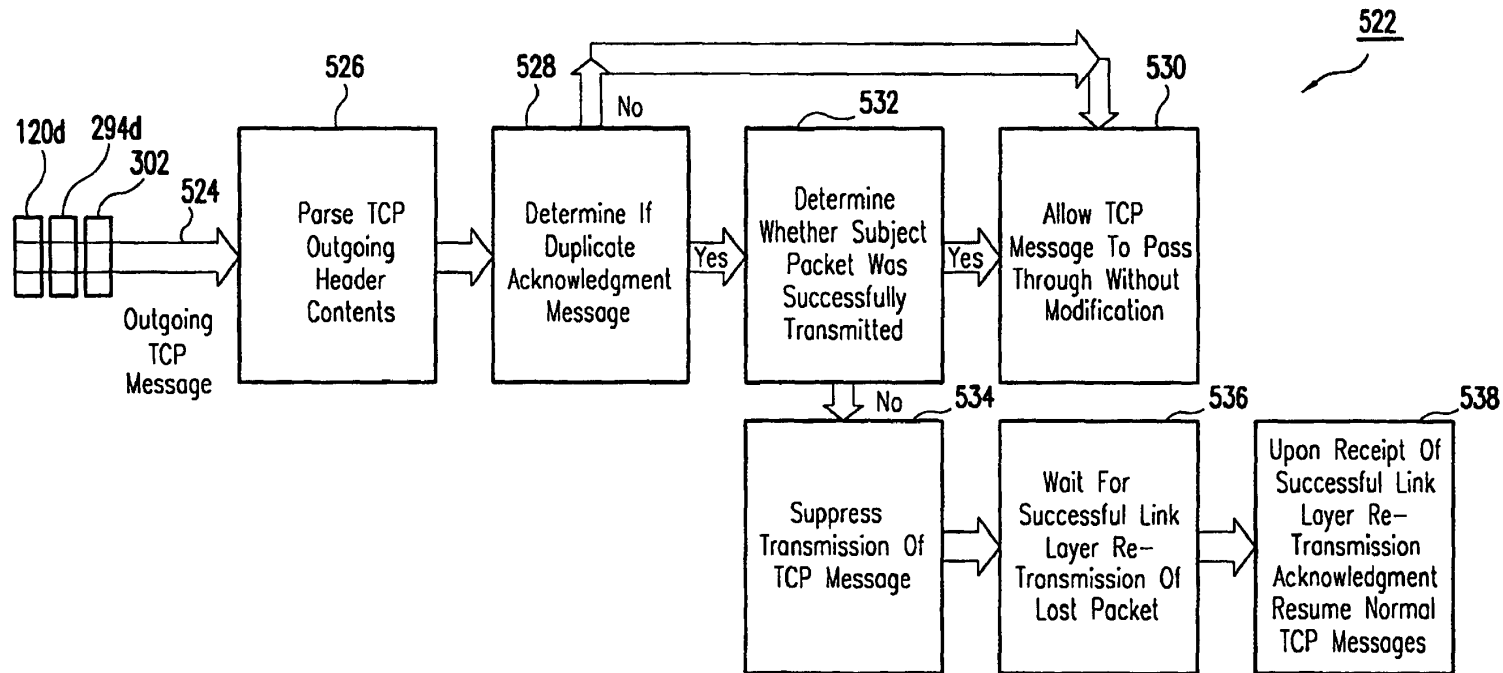 522
526
528
530
532
No
120d
294d
302
524
Outgoing
TCP
Message
Parse TCP
Outgoing
Header
Contents
Determine If
Duplicate
Acknowledgment
Message
Yes
Determine
Whether Subject
Packet Was
Successfully
Transmitted
Yes
Allow TCP
Message To Pass
Through Without
Modification
No
534
536
538
Suppress
Transmission Of
TCP Message
Wait For
Successful Link
Layer Re-
Transmission Of
Lost Packet
Upon Receipt Of
Successful Link
Layer Re-
Transmission
Acknowledgment
Resume Normal
TCP Messages